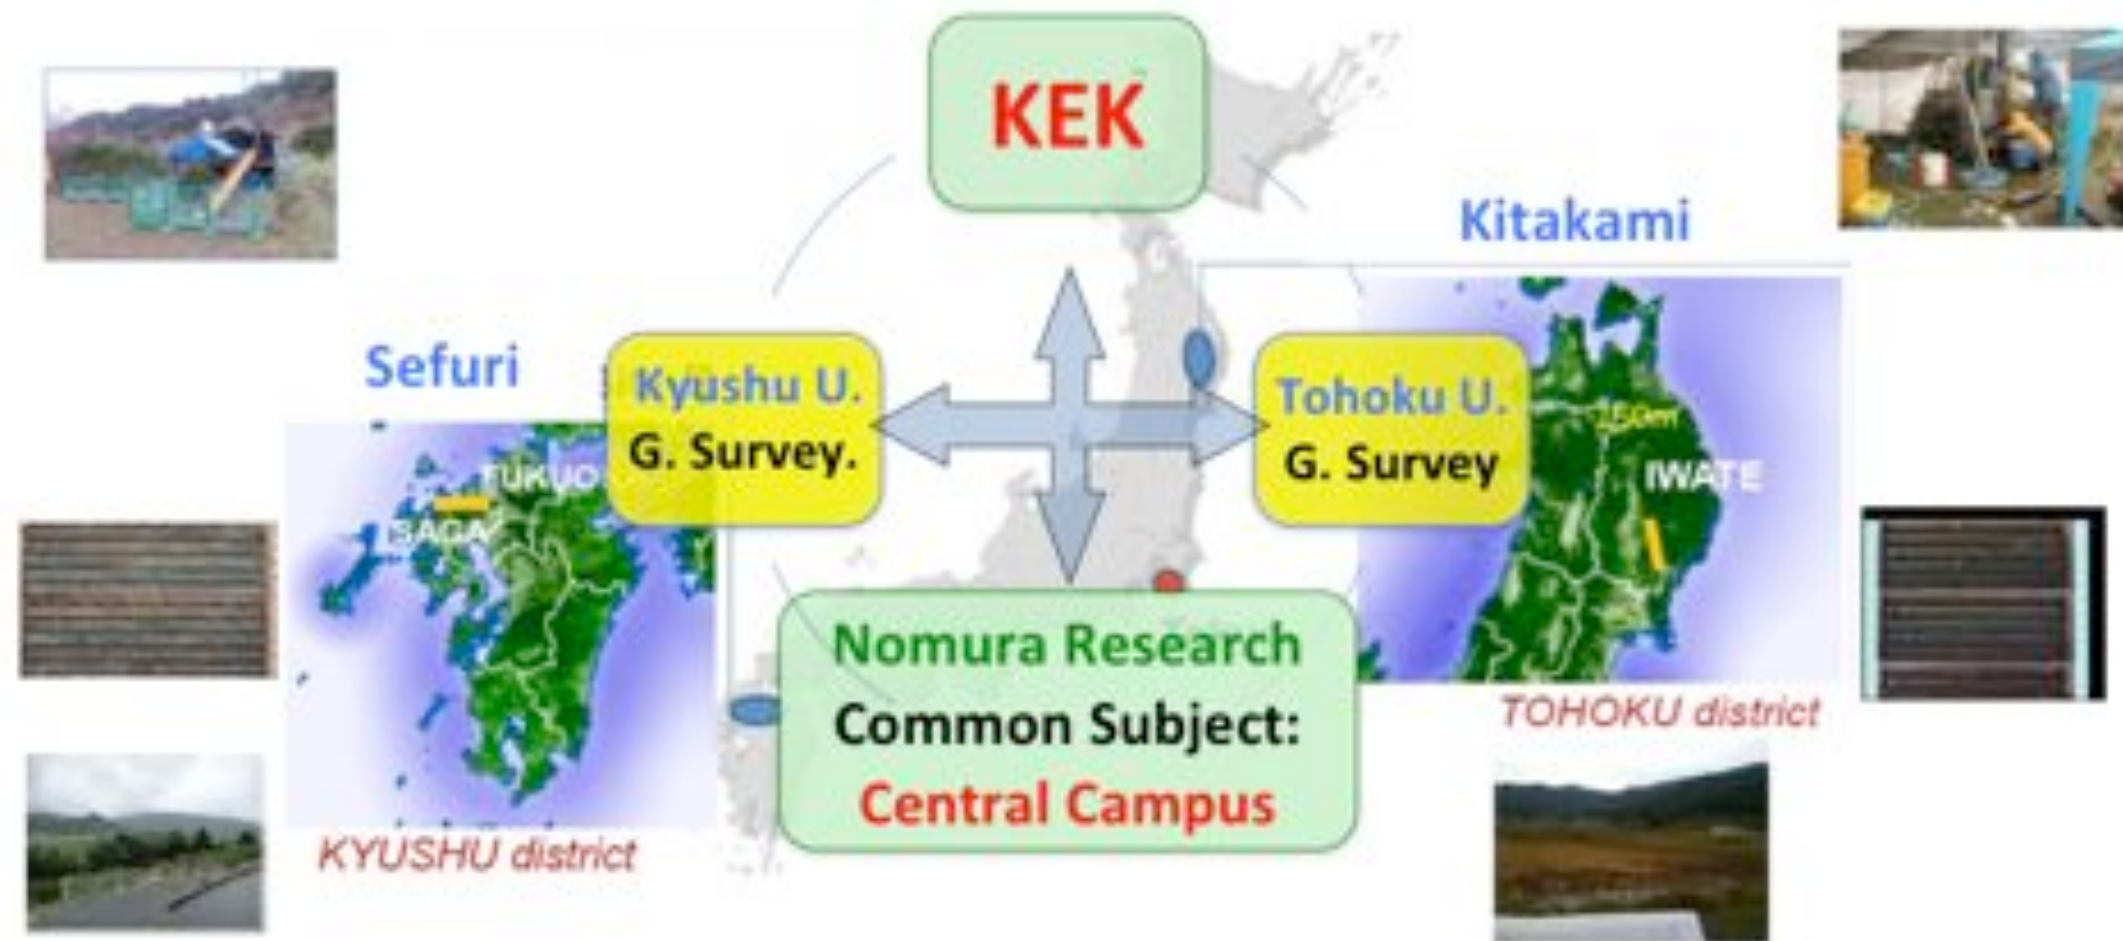 KEK
Kitakami
Sefuri
Kyushu U.
G. Survey.
Tohoku U.
G. Survey
FUKUO
SAGA
IWATE
Nomura Research
Common Subject:
Central Campus
TOHOKU district
KYUSHU district